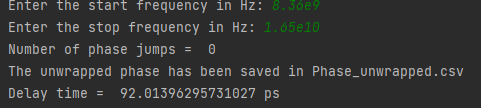 Enter the start frequency in Hz: 8.36e9
Enter the stop frequency in Hz: 1.65e10
Number of phase jumps =  0
The unwrapped phase has been saved in Phase_unwrapped.csv
Delay time =  92.01396295731027 ps